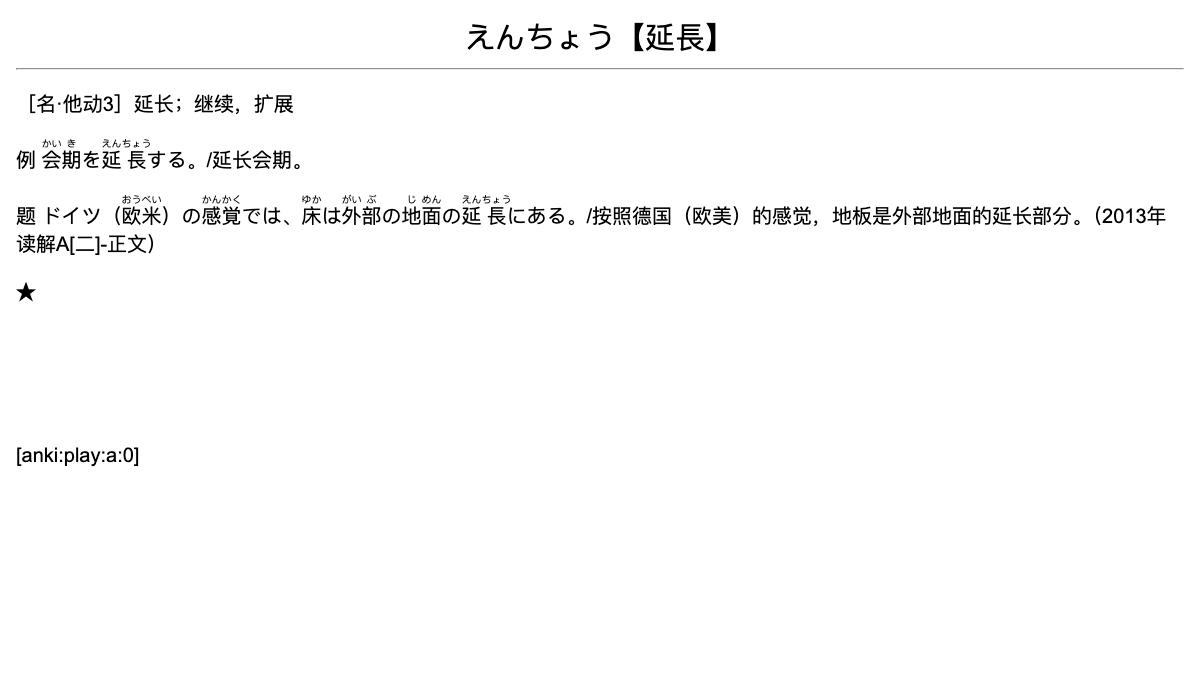 えんちょう【延長】
［名·他动3］延长；继续，扩展
かいき えんちょう
例 会期を延長する。/延长会期。
おうべい かんかく ゆか がいぶ じめん えんちょう
题 ドイツ（欧米）の感覚では、床は外部の地面の延長にある。/按照德国（欧美）的感觉，地板是外部地面的延长部分。（2013年
读解A[二]-正文）
★
[anki:play:a:0]